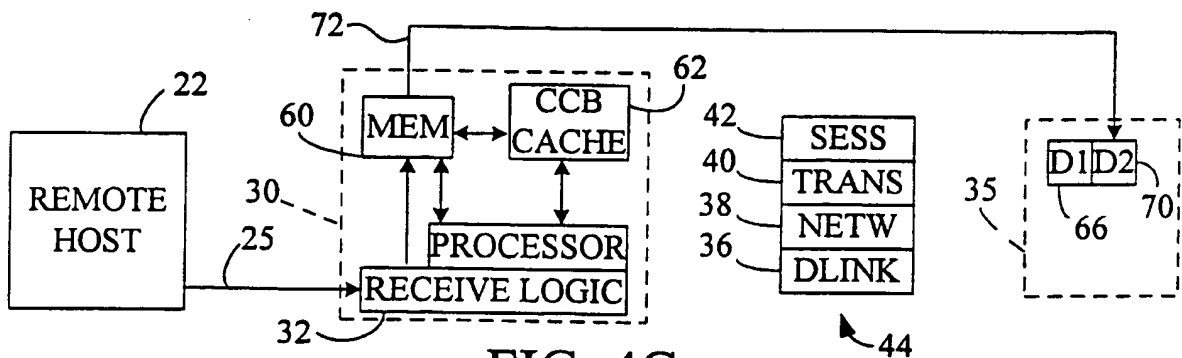 72
22
62
60
MEM
CCB
CACHE
42
SESS
40
TRANS
38
NETW
36
DLINK
44
D1 D2
35
66
70
REMOTE
HOST
30
25
PROCESSOR
RECEIVE LOGIC
32